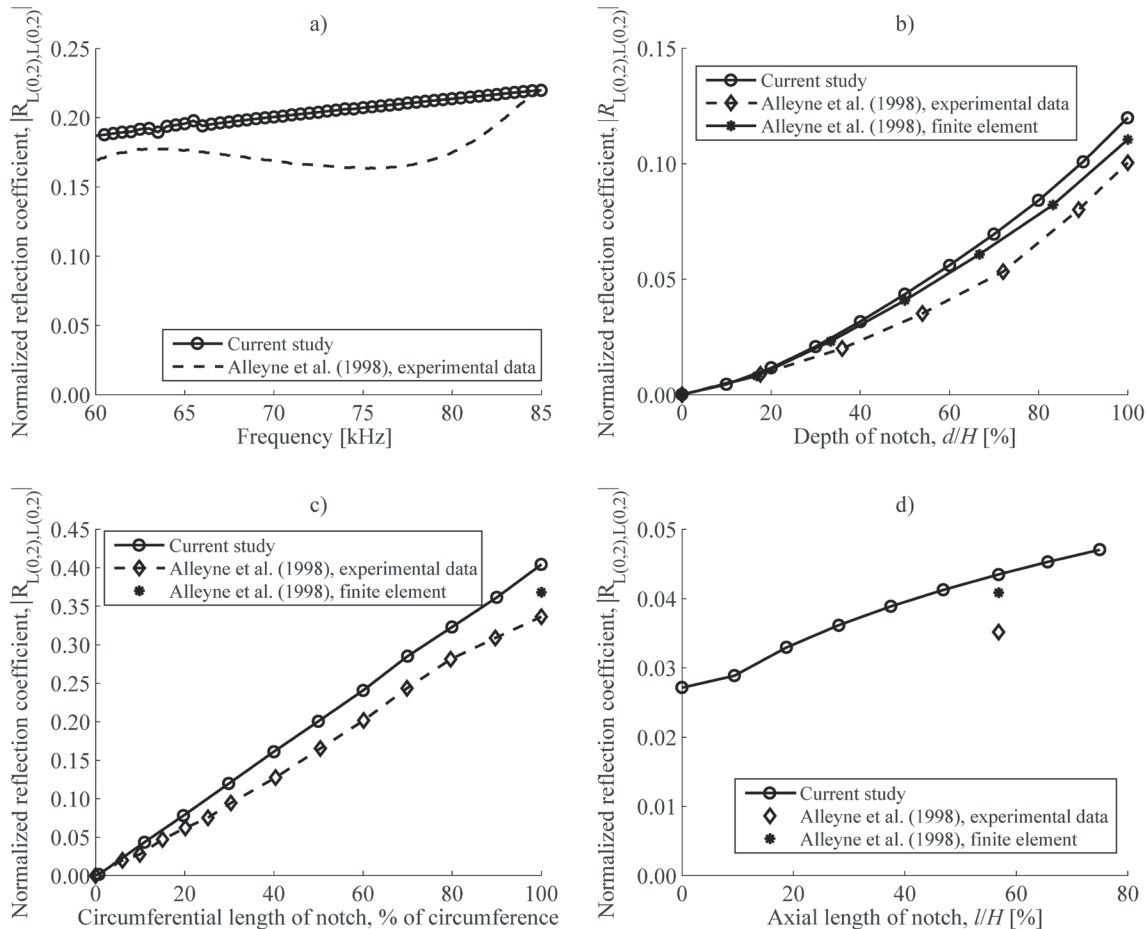 a)
Normalized reflection coefficient, |R_L(0,2),L(0,2)|
0.25
0.20
0.15
0.10
0.05
0.00
Current study
Alleyne et al. (1998), experimental data
60 65 70 75 80 85
Frequency [kHz]
b)
Normalized reflection coefficient, |R_L(0,2),L(0,2)|
0.15
0.10
0.05
0.00
Current study
Alleyne et al. (1998), experimental data
Alleyne et al. (1998), finite element
0 20 40 60 80 100
Depth of notch, d/H [%]
c)
Normalized reflection coefficient, |R_L(0,2),L(0,2)|
0.45
0.40
0.35
0.30
0.25
0.20
0.15
0.10
0.05
0.00
Current study
Alleyne et al. (1998), experimental data
Alleyne et al. (1998), finite element
0 20 40 60 80 100
Circumferential length of notch, % of circumference
d)
Normalized reflection coefficient, |R_L(0,2),L(0,2)|
0.05
0.04
0.03
0.02
0.01
0.00
Current study
Alleyne et al. (1998), experimental data
Alleyne et al. (1998), finite element
0 20 40 60 80
Axial length of notch, l/H [%]